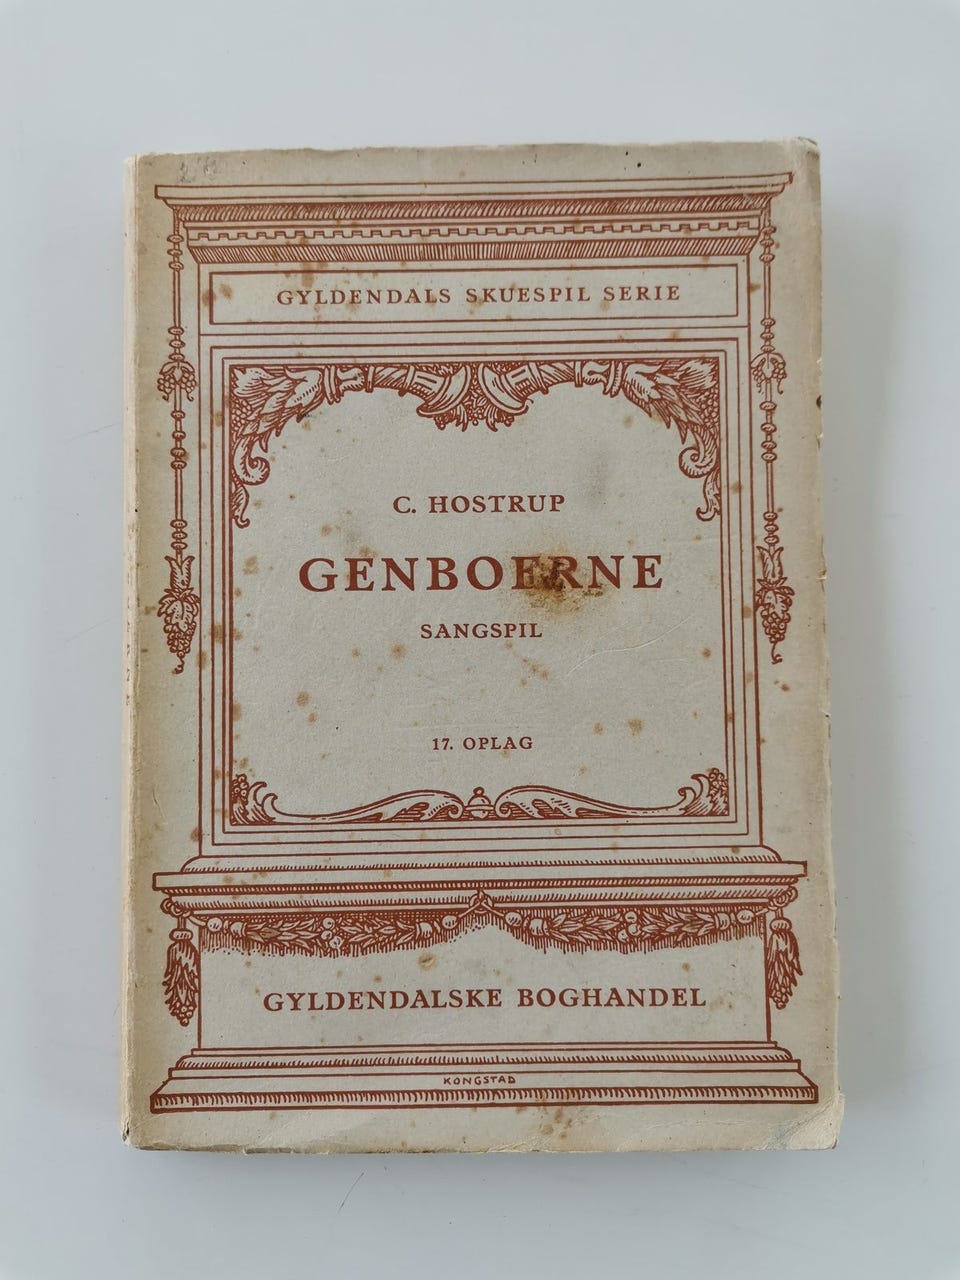 GYLDENDALS SKUESPIL SERIE
C. HOSTRUP
GENBOERNE
SANGSPIL
17. OPLAG
GYLDENDALSKE BOGHANDEL
KONGSTAD